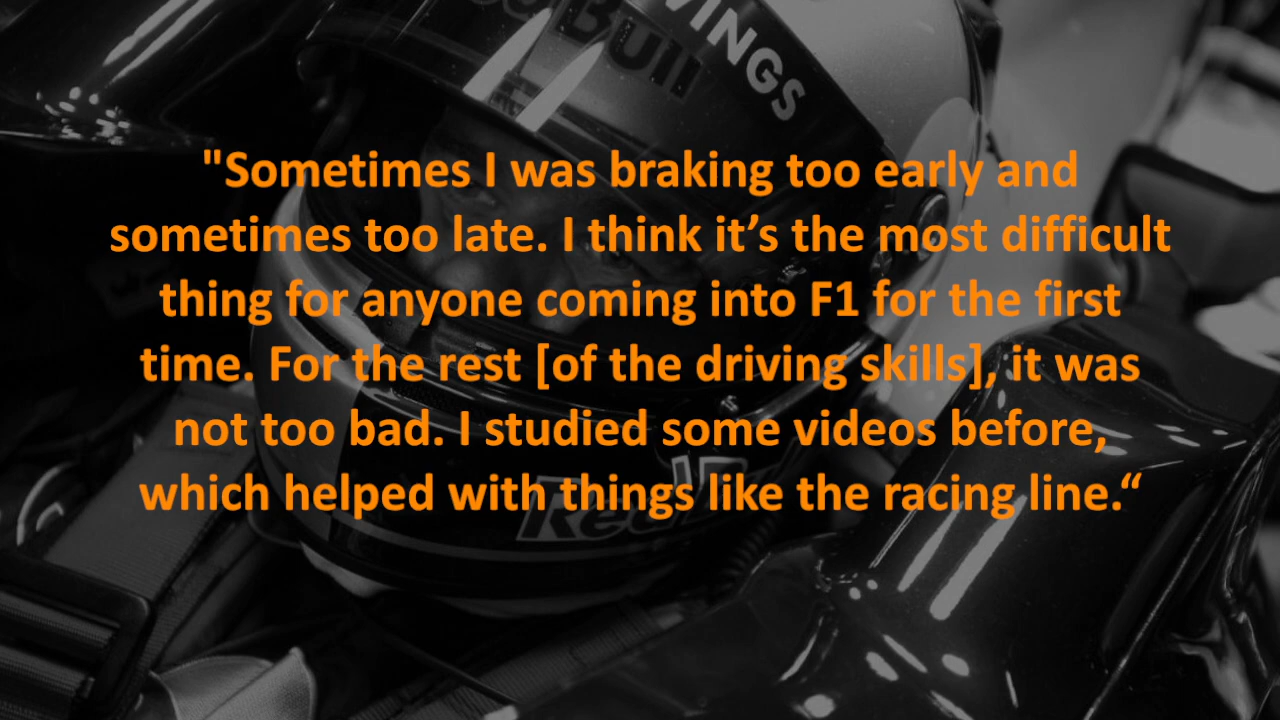 Bull
WINGS
"Sometimes I was braking too early and
sometimes too late. I think it’s the most difficult
thing for anyone coming into F1 for the first
time. For the rest [of the driving skills], it was
not too bad. I studied some videos before,
which helped with things like the racing line.“